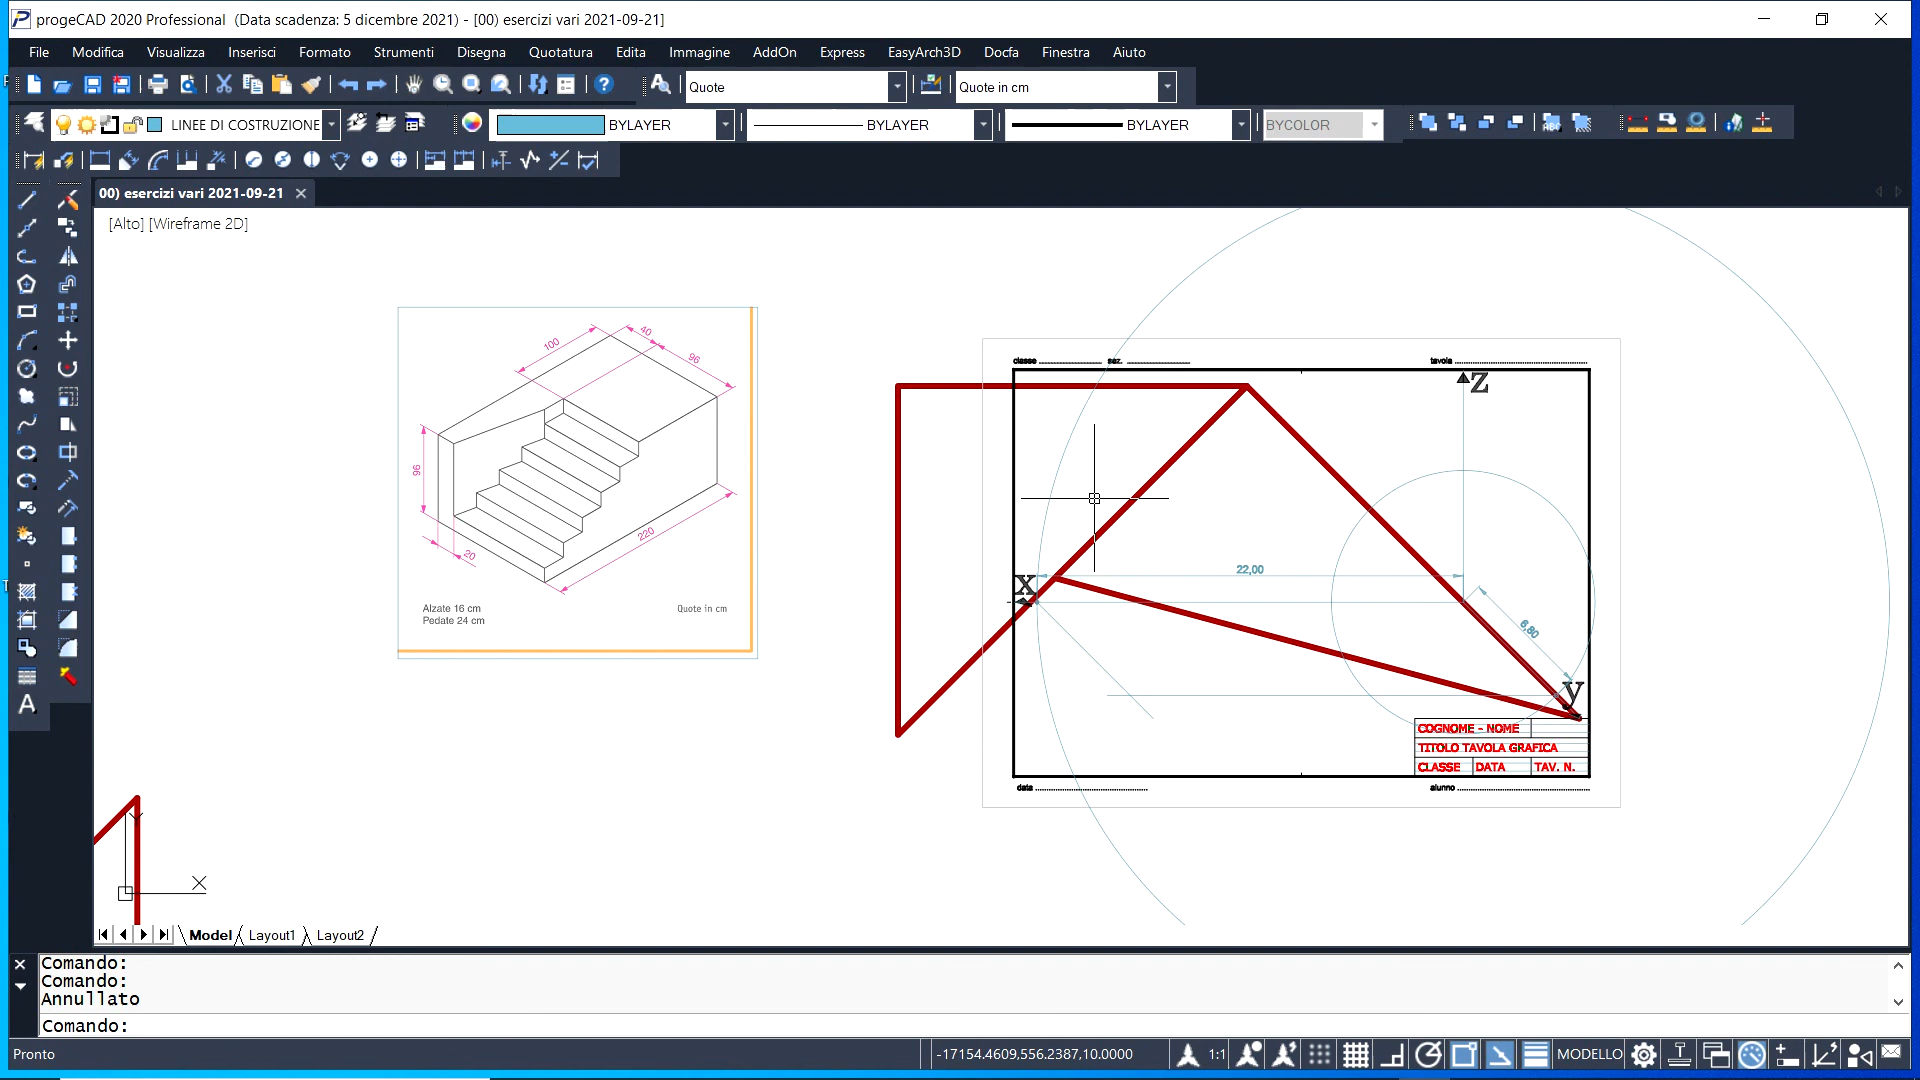 progeCAD 2020 Professional (Data scadenza: 5 dicembre 2021) - [00) esercizi vari 2021-09-21]
File Modifica Visualizza Inserisci Formato Strumenti Disegna Quotatura Edita Immagine AddOn Express EasyArch3D Docfa Finestra Aiuto
Quote Quote in cm
LINEE DI COSTRUZIONE BYLAYER BYLAYER BYLAYER BYCOLOR
00) esercizi vari 2021-09-21
[Alto] [Wireframe 2D]
100
40
96
96
20
220
Alzate 16 cm
Pedate 24 cm
Quote in cm
classe sez. tavola
Z
X
22,00
6,80
y
COGNOME - NOME
TITOLO TAVOLA GRAFICA
CLASSE DATA TAV. N.
data alunno
Y
X
Model Layout1 Layout2
Comando:
Comando:
Annullato
Comando:
Pronto -17154.4609,556.2387,10.0000 1:1 MODELLO